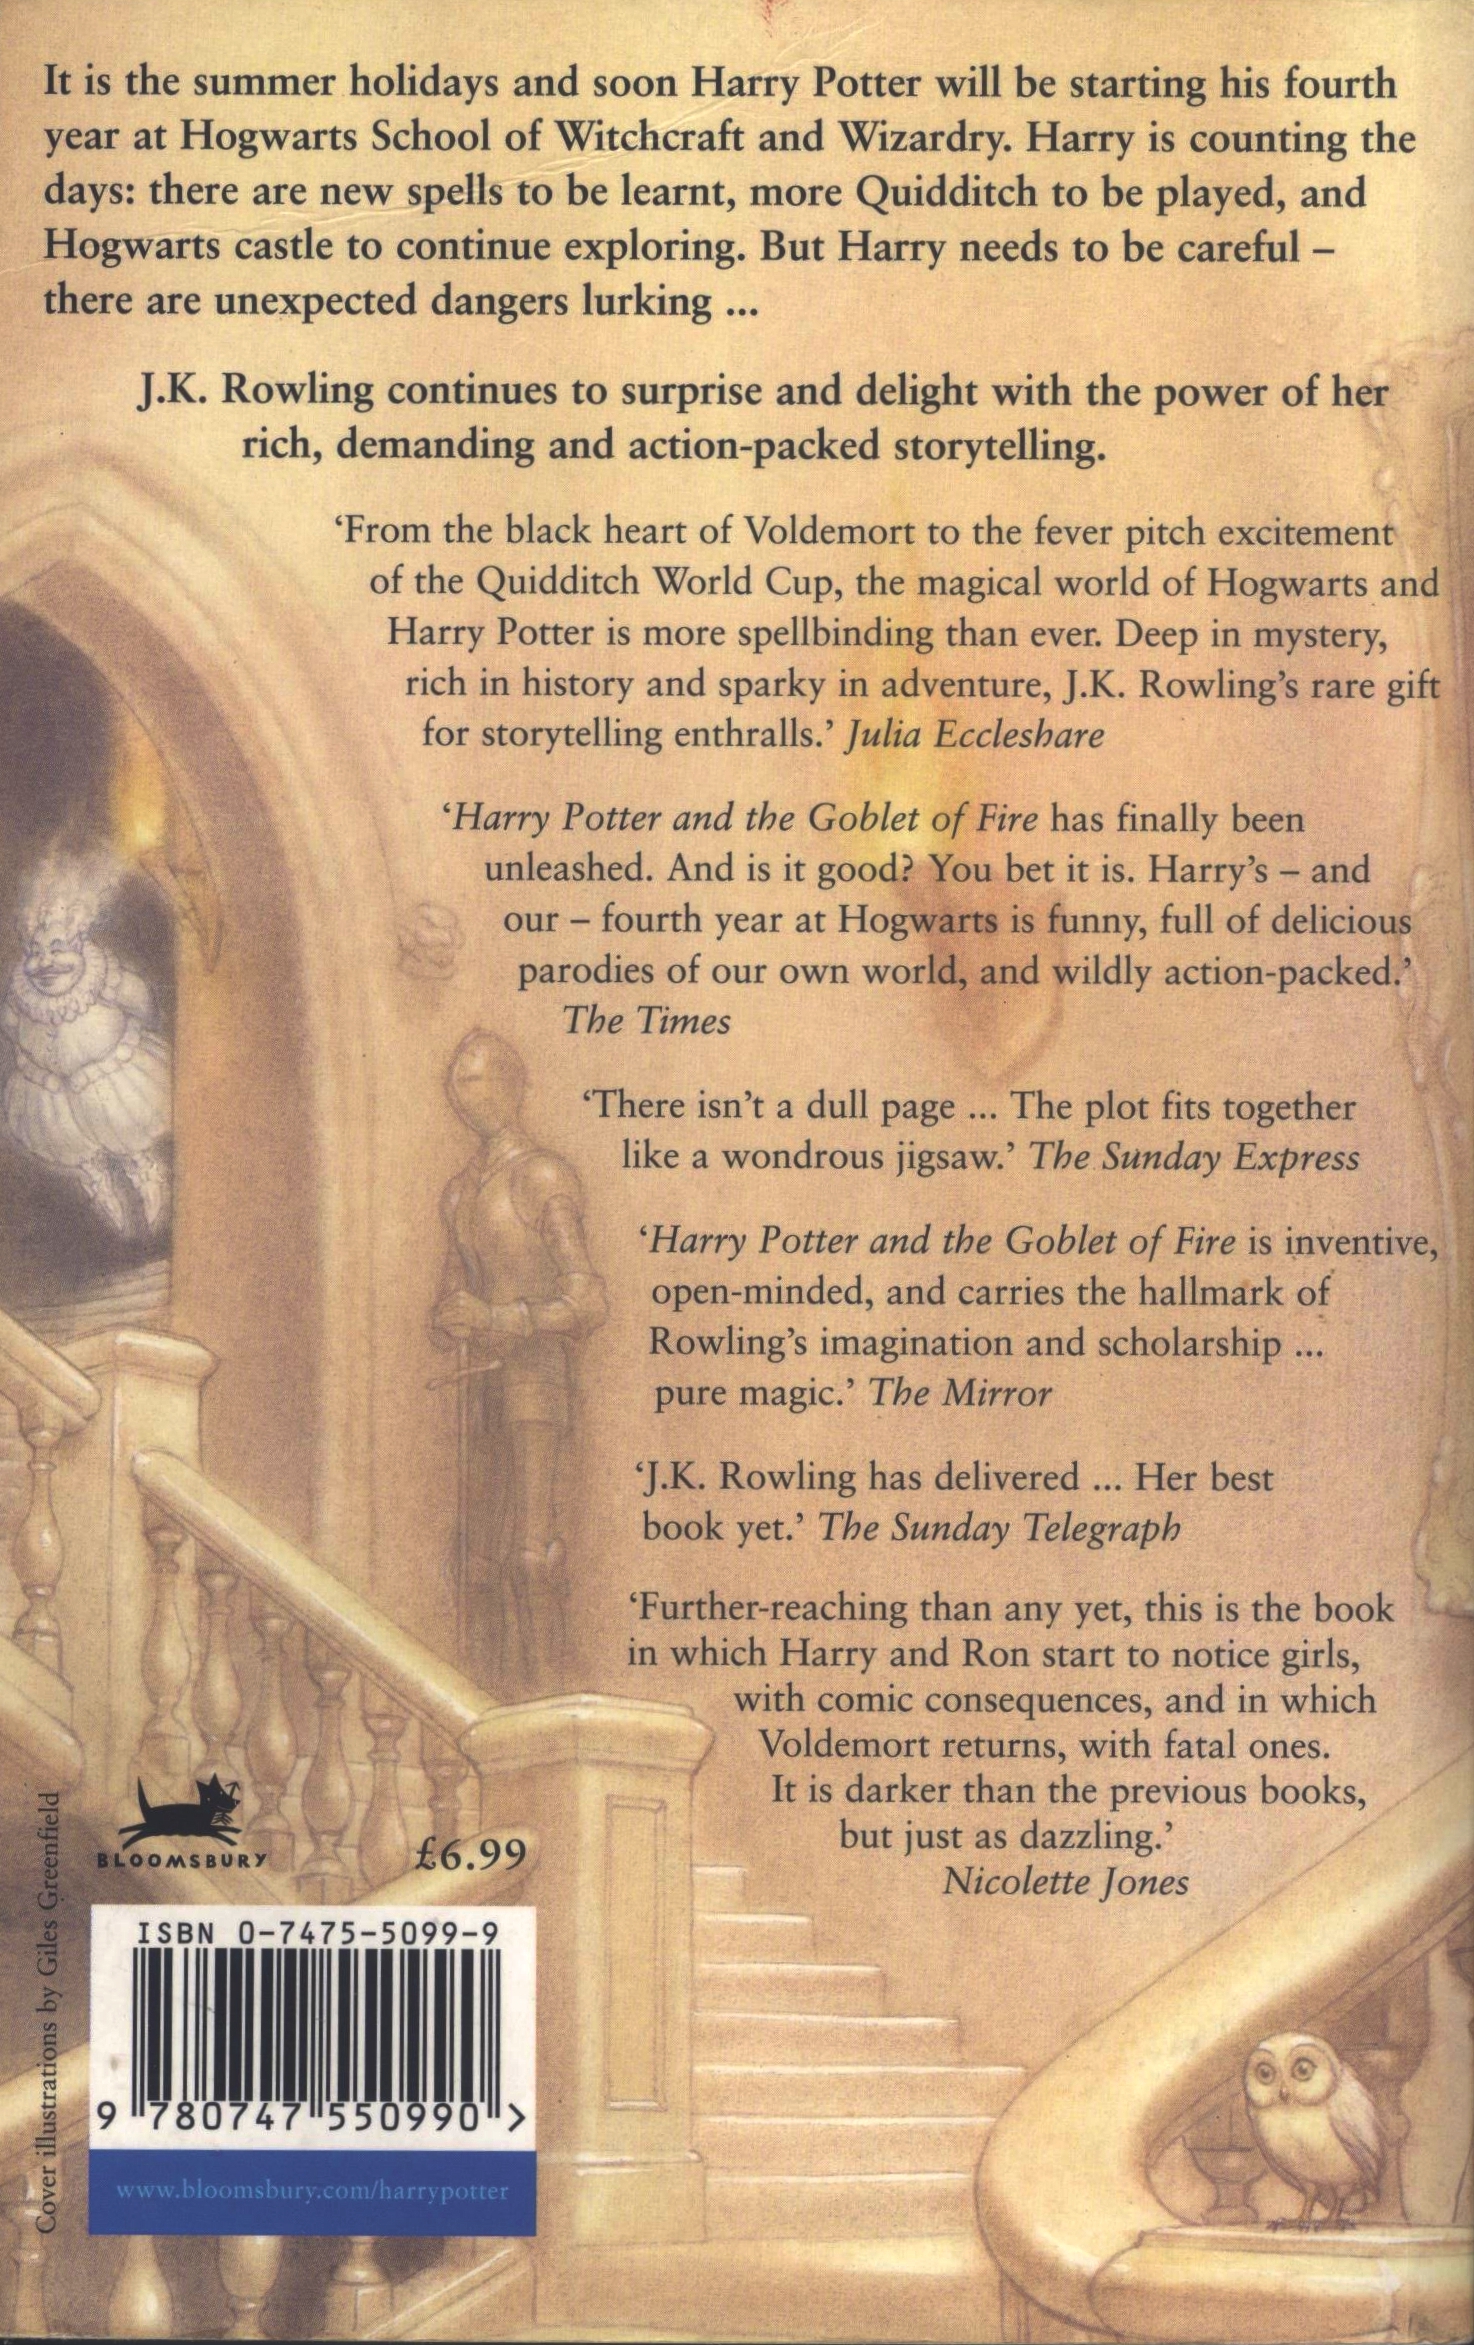 It is the summer holidays and soon Harry Potter will be starting his fourth
year at Hogwarts School of Witchcraft and Wizardry. Harry is counting the
days: there are new spells to be learnt, more Quidditch to be played, and
Hogwarts castle to continue exploring. But Harry needs to be careful –
there are unexpected dangers lurking ...
J.K. Rowling continues to surprise and delight with the power of her
rich, demanding and action-packed storytelling.
‘From the black heart of Voldemort to the fever pitch excitement
of the Quidditch World Cup, the magical world of Hogwarts and
Harry Potter is more spellbinding than ever. Deep in mystery,
rich in history and sparky in adventure, J.K. Rowling’s rare gift
for storytelling enthralls.’ Julia Eccleshare
‘Harry Potter and the Goblet of Fire has finally been
unleashed. And is it good? You bet it is. Harry’s – and
our – fourth year at Hogwarts is funny, full of delicious
parodies of our own world, and wildly action-packed.’
The Times
‘There isn’t a dull page ... The plot fits together
like a wondrous jigsaw.’ The Sunday Express
‘Harry Potter and the Goblet of Fire is inventive,
open-minded, and carries the hallmark of
Rowling’s imagination and scholarship ...
pure magic.’ The Mirror
‘J.K. Rowling has delivered ... Her best
book yet.’ The Sunday Telegraph
‘Further-reaching than any yet, this is the book
in which Harry and Ron start to notice girls,
with comic consequences, and in which
Voldemort returns, with fatal ones.
It is darker than the previous books,
but just as dazzling.’
Nicolette Jones
BLOOMSBURY
£6.99
Cover illustrations by Giles Greenfield
ISBN 0-7475-5099-9
9 780747 550990 >
www.bloomsbury.com/harrypotter